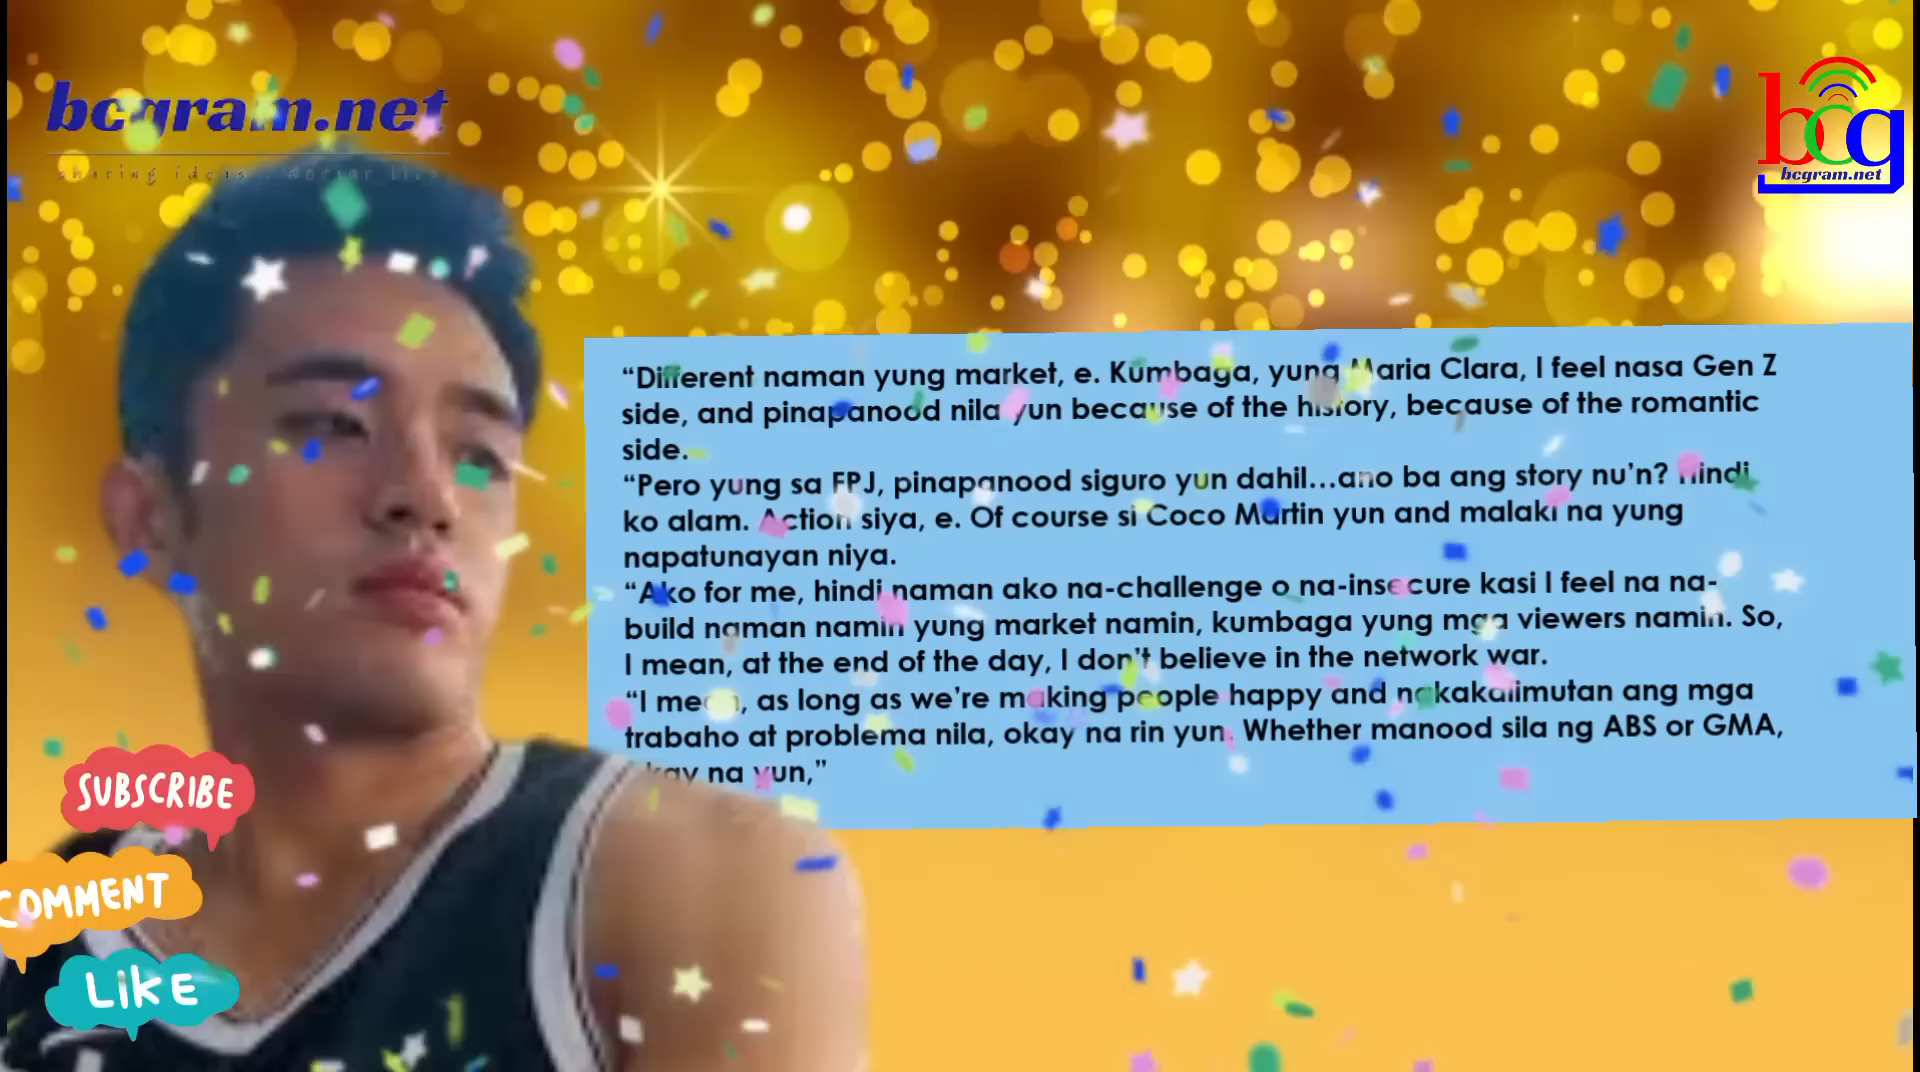 bcgram.net
bcg
bcgram.net
“Different naman yung market, e. Kumbaga, yung Maria Clara, I feel nasa Gen Z
side, and pinapanood nila yun because of the history, because of the romantic
side.
“Pero yung sa FPJ, pinapanood siguro yun dahil...ano ba ang story nu’n? Hindi
ko alam. Action siya, e. Of course si Coco Martin yun and malaki na yung
napatunayan niya.
“Ako for me, hindi naman ako na-challenge o na-insecure kasi I feel na na-
build naman namin yung market namin, kumbaga yung mga viewers namin. So,
I mean, at the end of the day, I don’t believe in the network war.
“I mean, as long as we’re making people happy and nakakalimutan ang mga
trabaho at problema nila, okay na rin yun. Whether manood sila ng ABS or GMA,
okay na yun,”
SUBSCRIBE
COMMENT
LIKE